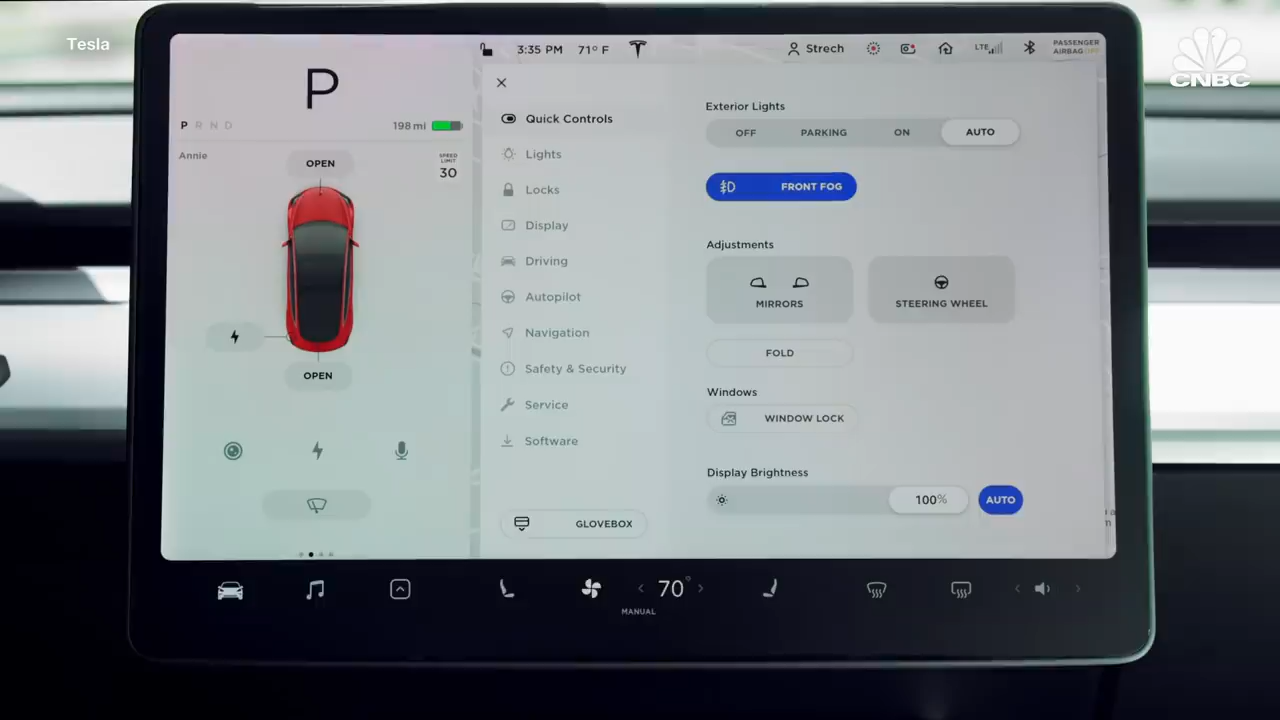 Tesla
CNBC
3:35 PM 71° F
Strech
LTE
PASSENGER
AIRBAG OFF
P
P R N D
198 mi
Annie
OPEN
SPEED
LIMIT
30
OPEN
Quick Controls
Lights
Locks
Display
Driving
Autopilot
Navigation
Safety & Security
Service
Software
GLOVEBOX
Exterior Lights
OFF PARKING ON AUTO
FRONT FOG
Adjustments
MIRRORS STEERING WHEEL
FOLD
Windows
WINDOW LOCK
Display Brightness
100% AUTO
70°
MANUAL